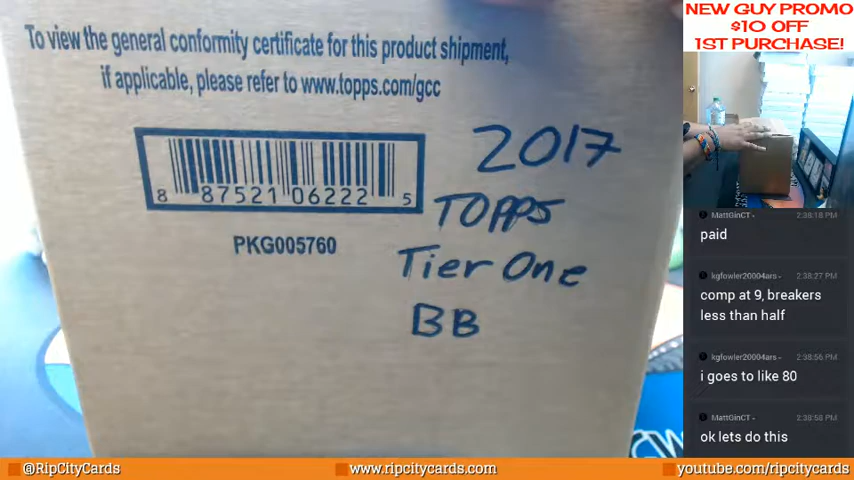 To view the general conformity certificate for this product shipment,
if applicable, please refer to www.topps.com/gcc
8 87521 06222 5
PKG005760
2017
TOPPS
Tier One
BB
NEW GUY PROMO
$10 OFF
1ST PURCHASE!
MattGinCT 2:38:18 PM
paid
kgfowler20004ars 2:38:27 PM
comp at 9, breakers
less than half
kgfowler20004ars 2:38:56 PM
i goes to like 80
MattGinCT 2:38:58 PM
ok lets do this
@RipCityCards
www.ripcitycards.com
youtube.com/ripcitycards